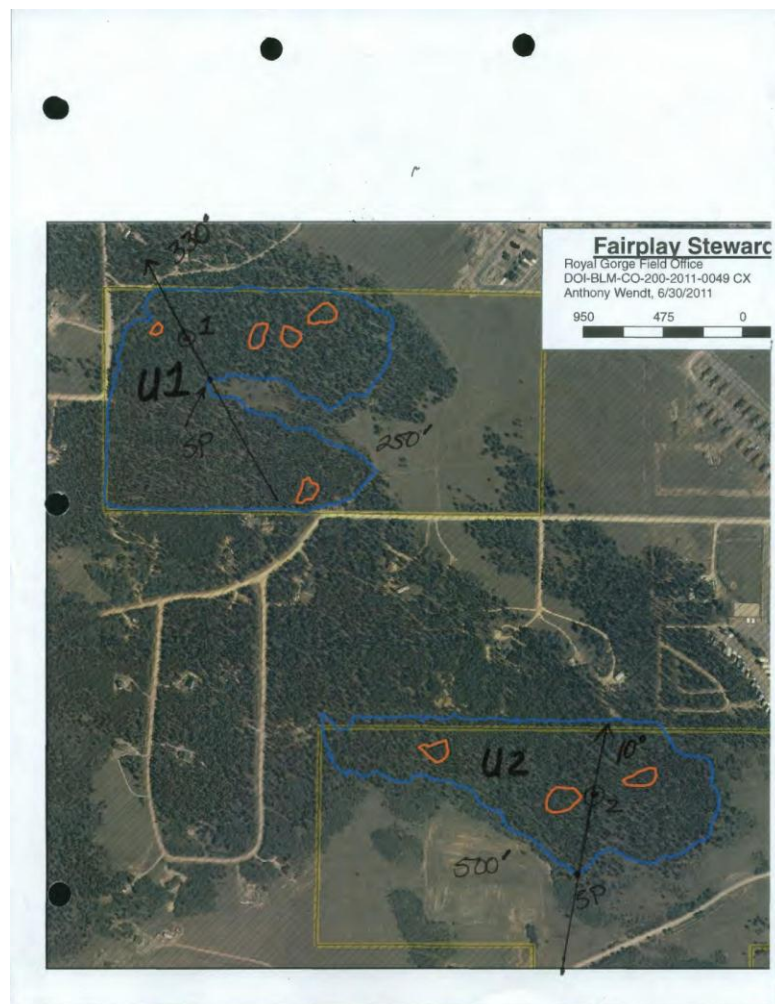 Fairplay Steward
Royal Gorge Field Office
DOI-BLM-CO-200-2011-0049 CX
Anthony Wendt, 6/30/2011
950 475 0
330°
1
U1
SP
250'
U2
10°
2
500'
SP